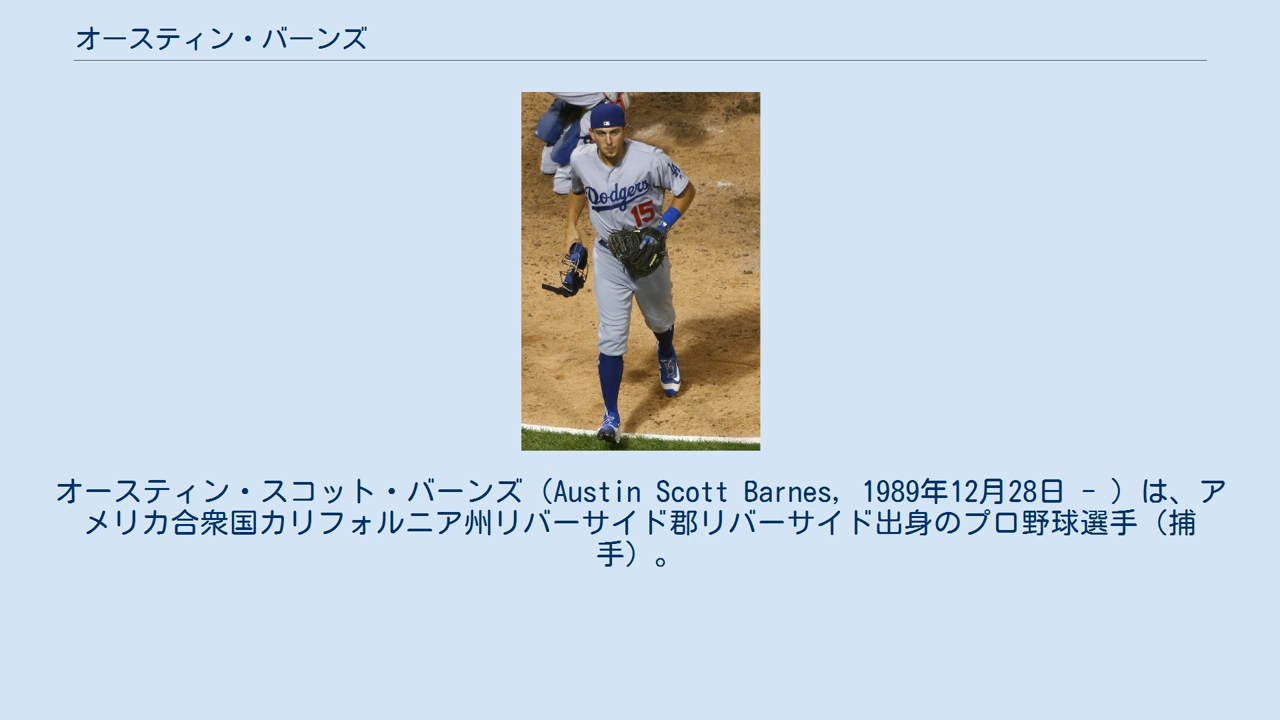 オースティン・バーンズ
Dodgers
15
オースティン・スコット・バーンズ（Austin Scott Barnes, 1989年12月28日 - ）は、ア
メリカ合衆国カリフォルニア州リバーサイド郡リバーサイド出身のプロ野球選手（捕
手）。